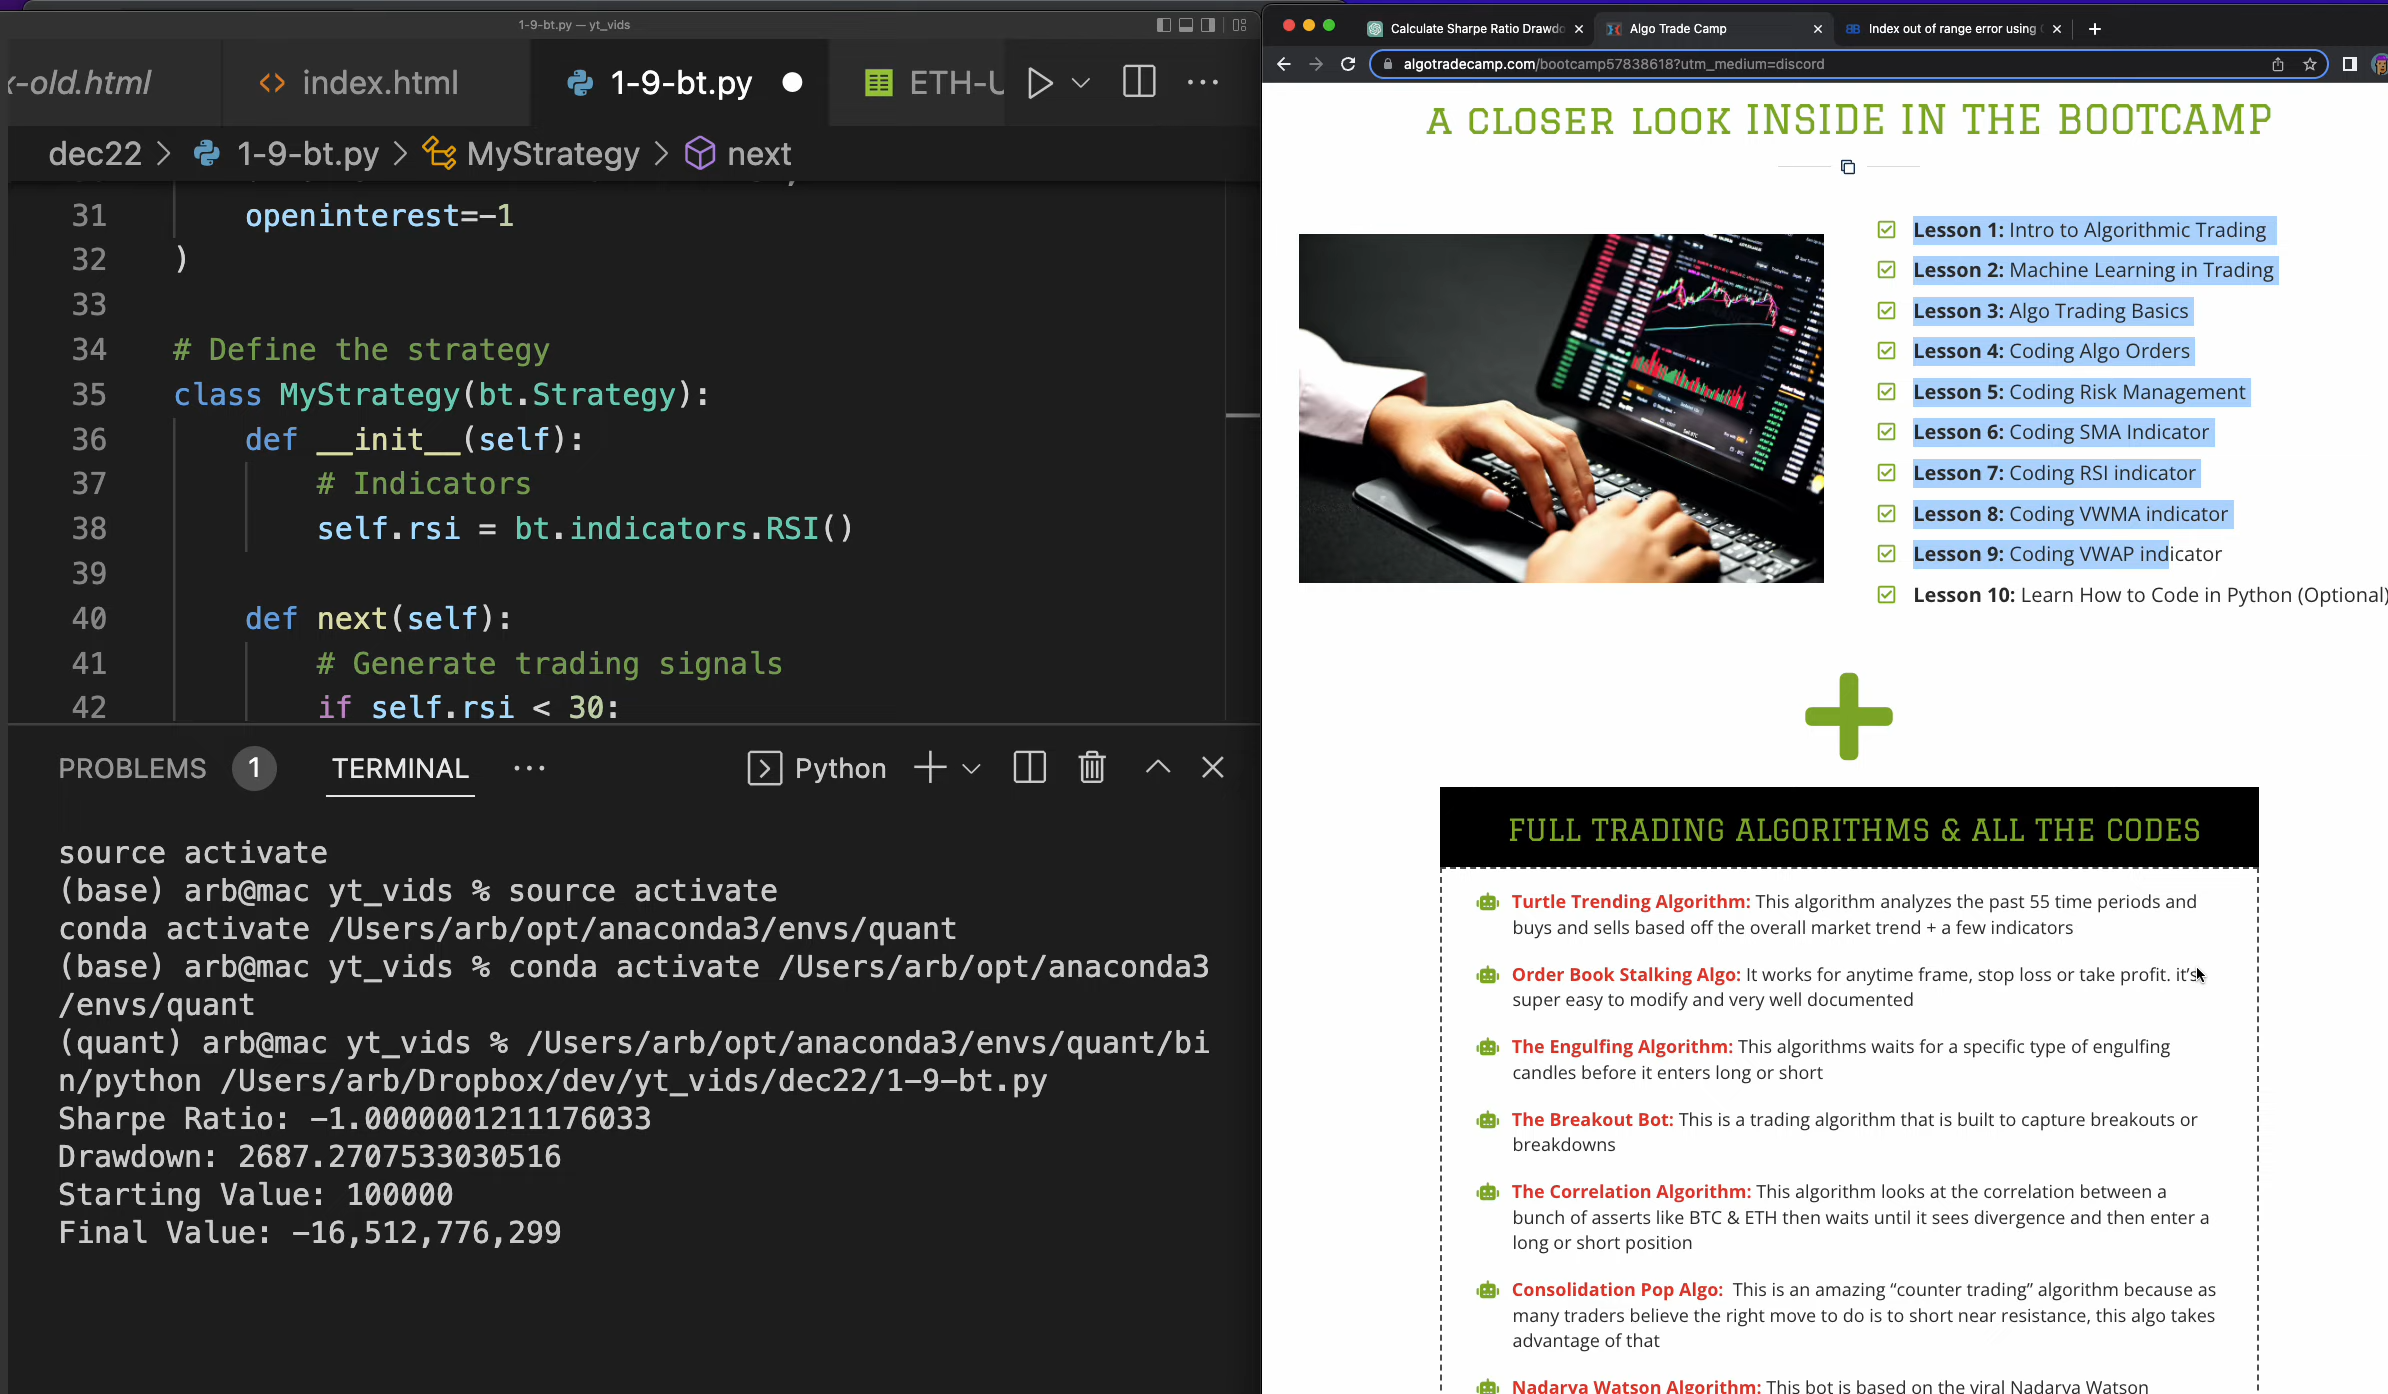 1-9-bt.py — yt_vids
x-old.html
index.html
1-9-bt.py
ETH-U
dec22 > 1-9-bt.py > MyStrategy > next
31 openinterest=-1
32 )
33
34 # Define the strategy
35 class MyStrategy(bt.Strategy):
36 def __init__(self):
37 # Indicators
38 self.rsi = bt.indicators.RSI()
39
40 def next(self):
41 # Generate trading signals
42 if self.rsi < 30:
PROBLEMS 1 TERMINAL ··· Python
source activate
(base) arb@mac yt_vids % source activate
conda activate /Users/arb/opt/anaconda3/envs/quant
(base) arb@mac yt_vids % conda activate /Users/arb/opt/anaconda3
/envs/quant
(quant) arb@mac yt_vids % /Users/arb/opt/anaconda3/envs/quant/bi
n/python /Users/arb/Dropbox/dev/yt_vids/dec22/1-9-bt.py
Sharpe Ratio: -1.0000001211176033
Drawdown: 2687.2707533030516
Starting Value: 100000
Final Value: -16,512,776,299
Calculate Sharpe Ratio Drawdo
Algo Trade Camp
Index out of range error using
algotradecamp.com/bootcamp57838618?utm_medium=discord
A CLOSER LOOK INSIDE IN THE BOOTCAMP
Lesson 1: Intro to Algorithmic Trading
Lesson 2: Machine Learning in Trading
Lesson 3: Algo Trading Basics
Lesson 4: Coding Algo Orders
Lesson 5: Coding Risk Management
Lesson 6: Coding SMA Indicator
Lesson 7: Coding RSI indicator
Lesson 8: Coding VWMA indicator
Lesson 9: Coding VWAP indicator
Lesson 10: Learn How to Code in Python (Optional)
FULL TRADING ALGORITHMS & ALL THE CODES
Turtle Trending Algorithm: This algorithm analyzes the past 55 time periods and
buys and sells based off the overall market trend + a few indicators
Order Book Stalking Algo: It works for anytime frame, stop loss or take profit. it's
super easy to modify and very well documented
The Engulfing Algorithm: This algorithms waits for a specific type of engulfing
candles before it enters long or short
The Breakout Bot: This is a trading algorithm that is built to capture breakouts or
breakdowns
The Correlation Algorithm: This algorithm looks at the correlation between a
bunch of asserts like BTC & ETH then waits until it sees divergence and then enter a
long or short position
Consolidation Pop Algo: This is an amazing “counter trading” algorithm because as
many traders believe the right move to do is to short near resistance, this algo takes
advantage of that
Nadarya Watson Algorithm: This bot is based on the viral Nadarya Watson